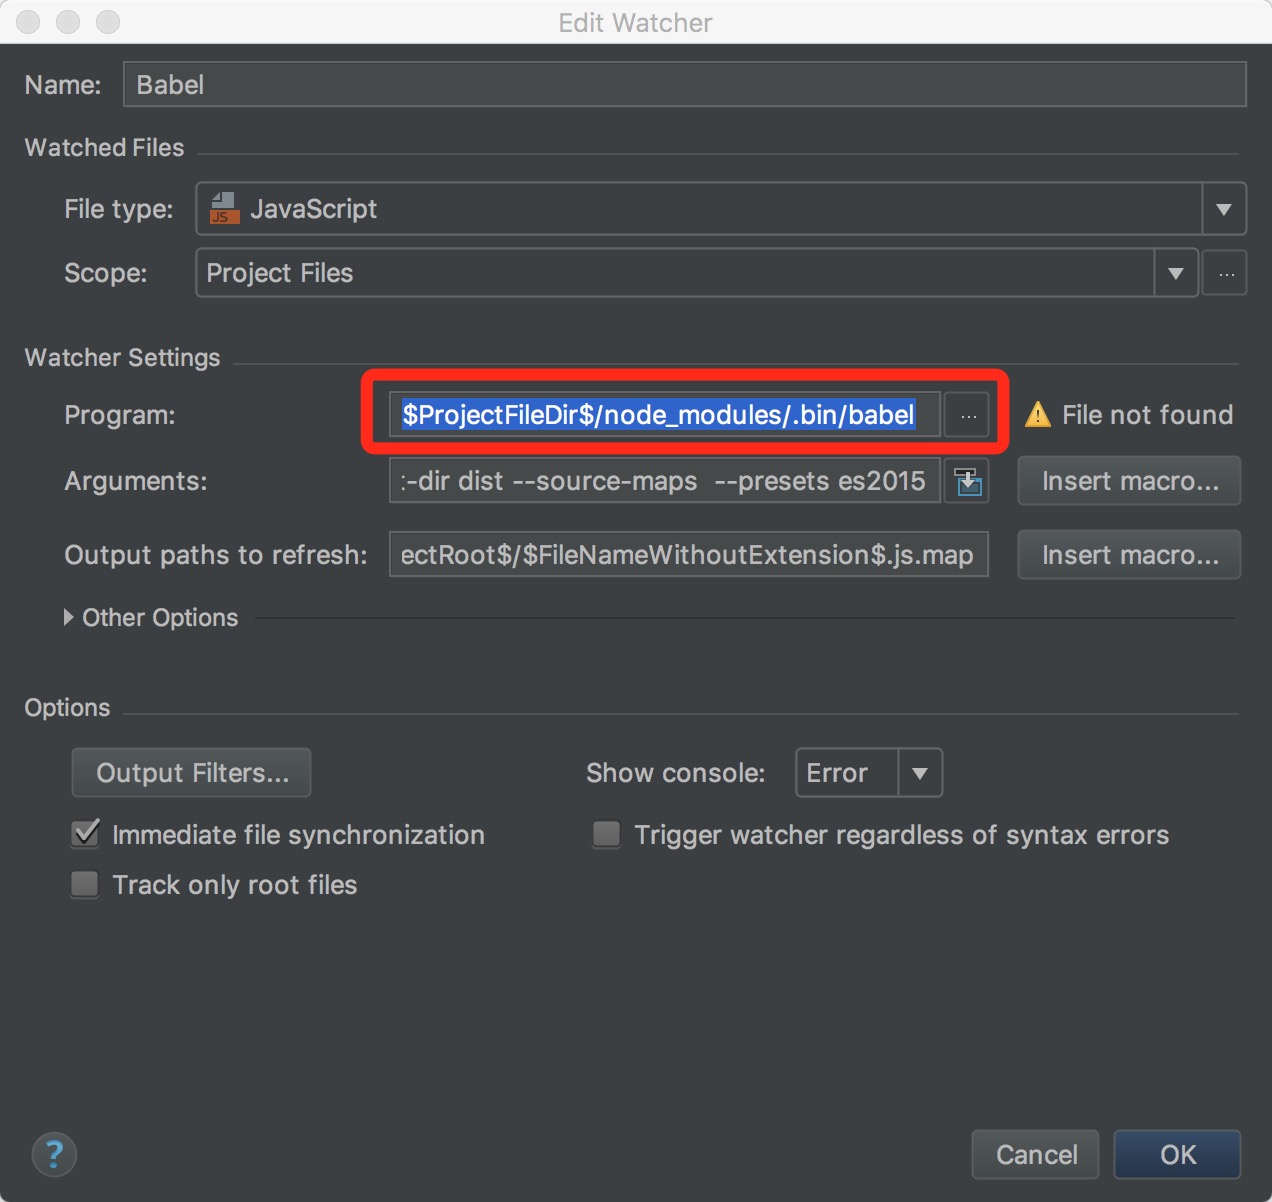 Edit Watcher
Name: Babel
Watched Files
File type: JS JavaScript
Scope: Project Files ...
Watcher Settings
Program: $ProjectFileDir$/node_modules/.bin/babel ... File not found
Arguments: :-dir dist --source-maps --presets es2015 Insert macro...
Output paths to refresh: ectRoot$/$FileNameWithoutExtension$.js.map Insert macro...
Other Options
Options
Output Filters... Show console: Error
Immediate file synchronization Trigger watcher regardless of syntax errors
Track only root files
? Cancel OK